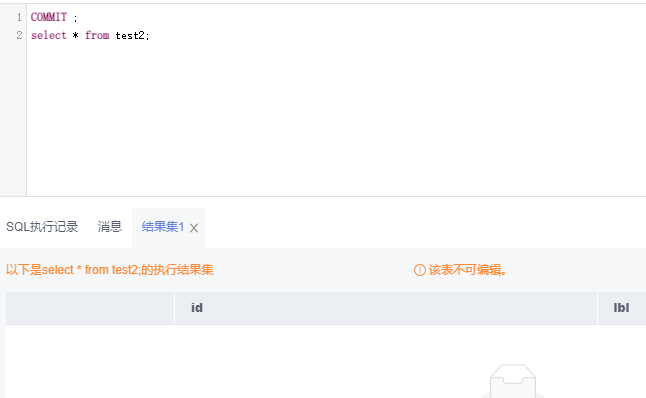 1 COMMIT ;
2 select * from test2;
SQL执行记录 消息 结果集1 X
以下是select * from test2;的执行结果集 该表不可编辑。
id lbl